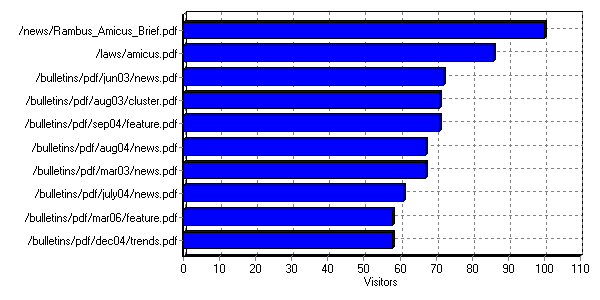 /news/Rambus_Amicus_Brief.pdf
/laws/amicus.pdf
/bulletins/pdf/jun03/news.pdf
/bulletins/pdf/aug03/cluster.pdf
/bulletins/pdf/sep04/feature.pdf
/bulletins/pdf/aug04/news.pdf
/bulletins/pdf/mar03/news.pdf
/bulletins/pdf/july04/news.pdf
/bulletins/pdf/mar06/feature.pdf
/bulletins/pdf/dec04/trends.pdf
0 10 20 30 40 50 60 70 80 90 100 110
Visitors